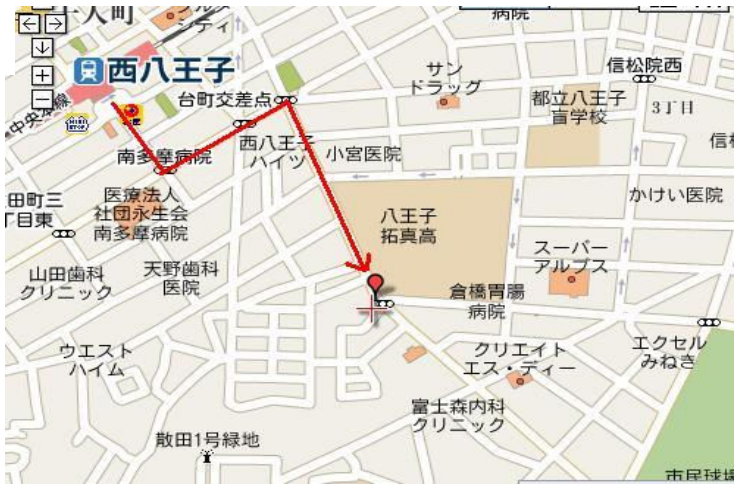 病院
西八王子
サン
ドラッグ
信松院西
台町交差点
都立八王子
盲学校
3丁目
中央本線
南多摩病院
西八王子
ハイツ
小宮医院
田町三
丁目東
医療法人
社団永生会
南多摩病院
かけい医院
八王子
拓真高
スーパー
アルプス
山田歯科
クリニック
天野歯科
医院
倉橋胃腸
病院
ウエスト
ハイム
クリエイト
エス・ディー
エクセル
みねき
富士森内科
クリニック
散田1号緑地
市民球場